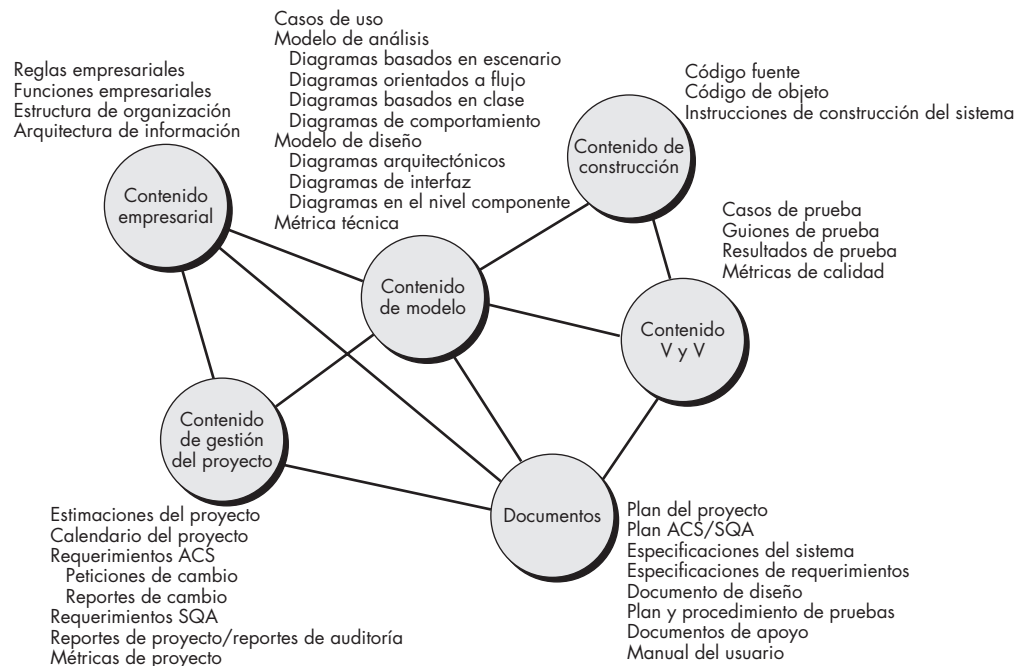 Casos de uso
Modelo de análisis
Diagramas basados en escenario
Diagramas orientados a flujo
Diagramas basados en clase
Diagramas de comportamiento
Modelo de diseño
Diagramas arquitectónicos
Diagramas de interfaz
Diagramas en el nivel componente
Métrica técnica
Reglas empresariales
Funciones empresariales
Estructura de organización
Arquitectura de información
Código fuente
Código de objeto
Instrucciones de construcción del sistema
Contenido de
construcción
Contenido
empresarial
Casos de prueba
Guiones de prueba
Resultados de prueba
Métricas de calidad
Contenido
de modelo
Contenido
V y V
Contenido
de gestión
del proyecto
Documentos
Estimaciones del proyecto
Calendario del proyecto
Requerimientos ACS
Peticiones de cambio
Reportes de cambio
Requerimientos SQA
Reportes de proyecto/reportes de auditoría
Métricas de proyecto
Plan del proyecto
Plan ACS/SQA
Especificaciones del sistema
Especificaciones de requerimientos
Documento de diseño
Plan y procedimiento de pruebas
Documentos de apoyo
Manual del usuario